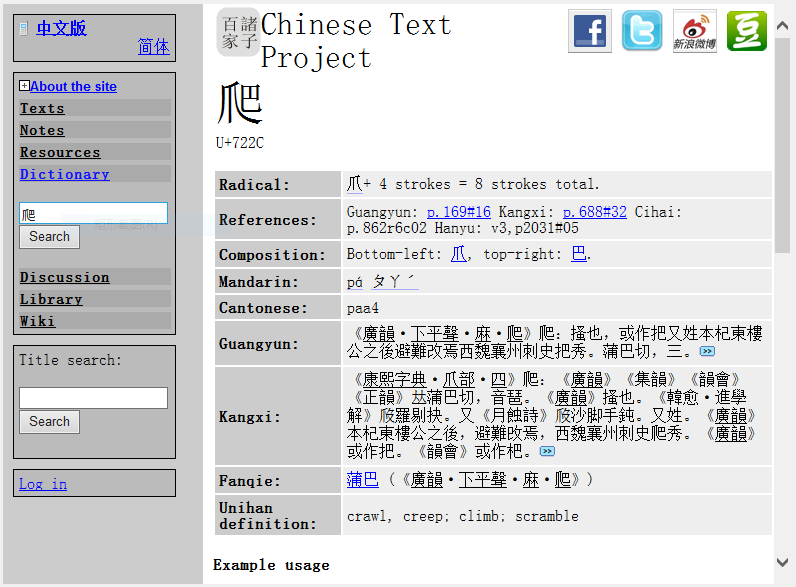 中文版
简体
About the site
Texts
Notes
Resources
Dictionary
爬
矩形截圖(R)
Search
Discussion
Library
Wiki
Title search:
Search
Log in
百諸
家子
Chinese Text
Project
新浪微博
豆
爬
U+722C
Radical: 爪+ 4 strokes = 8 strokes total.
References: Guangyun: p.169#16 Kangxi: p.688#32 Cihai:
p.862r6c02 Hanyu: v3,p2031#05
Composition: Bottom-left: 爪, top-right: 巴.
Mandarin: pá ㄆㄚˊ
Cantonese: paa4
Guangyun: 《廣韻‧下平聲‧麻‧爬》爬：搔也，或作把又姓本杞東樓
公之後避難改焉西魏襄州刺史把秀。蒲巴切，三。
Kangxi: 《康熙字典‧爪部‧四》爬：《廣韻》《集韻》《韻會》
《正韻》𠀤蒲巴切，音琶。《廣韻》搔也。《韓愈‧進學
解》爬羅剔抉。又《月蝕詩》爬沙脚手鈍。又姓。《廣韻》
本杞東樓公之後，避難改焉，西魏襄州刺史爬秀。《廣韻》
或作把。《韻會》或作杷。
Fanqie: 蒲巴 (《廣韻‧下平聲‧麻‧爬》)
Unihan
definition: crawl, creep; climb; scramble
Example usage